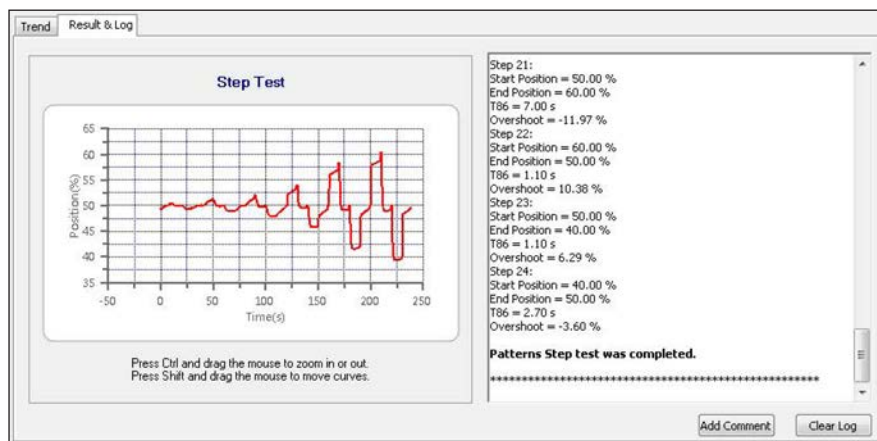 Trend
Result & Log
Step Test
Position(%)
65
60
55
50
45
40
35
-50
0
50
100
150
200
250
Time(s)
Press Ctrl and drag the mouse to zoom in or out.
Press Shift and drag the mouse to move curves.
Step 21:
Start Position = 50.00 %
End Position = 60.00 %
T86 = 7.00 s
Overshoot = -11.97 %
Step 22:
Start Position = 60.00 %
End Position = 50.00 %
T86 = 1.10 s
Overshoot = 10.38 %
Step 23:
Start Position = 50.00 %
End Position = 40.00 %
T86 = 1.10 s
Overshoot = 6.29 %
Step 24:
Start Position = 40.00 %
End Position = 50.00 %
T86 = 2.70 s
Overshoot = -3.60 %
Patterns Step test was completed.
****************************************************
Add Comment
Clear Log